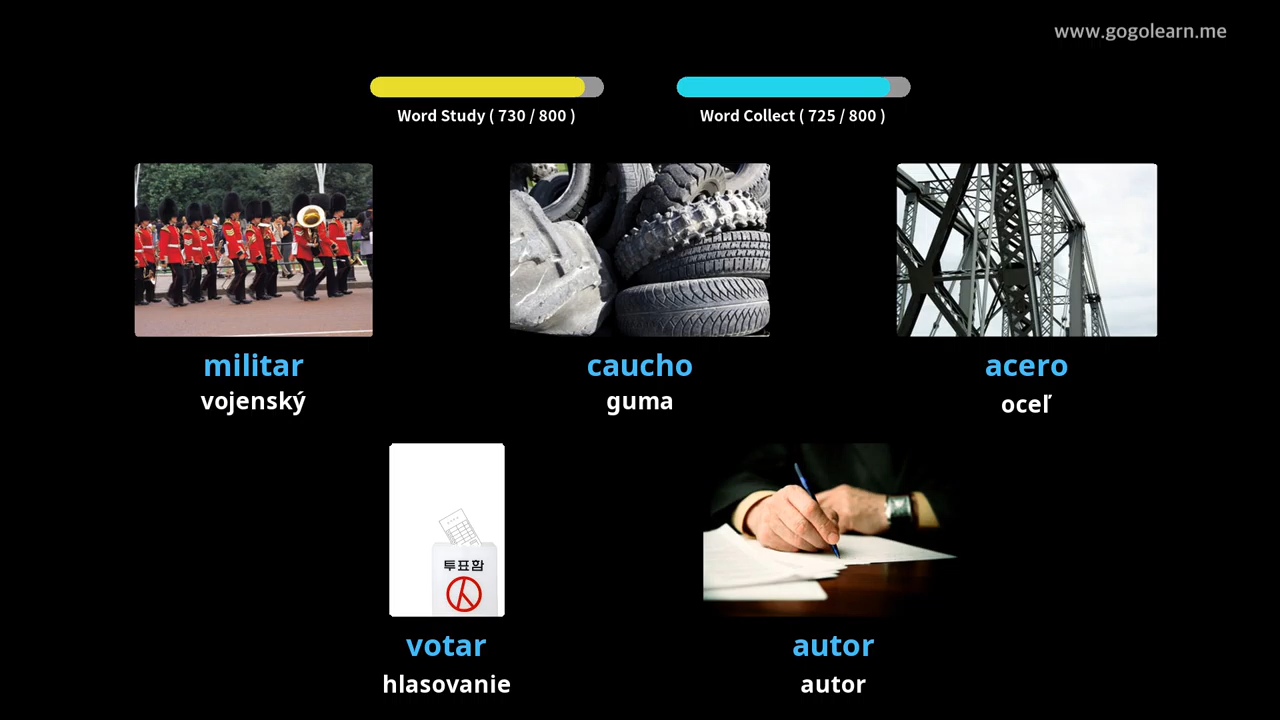 www.gogolearn.me
Word Study ( 730 / 800 )
Word Collect ( 725 / 800 )
militar
vojenský
caucho
guma
acero
oceľ
투표함
votar
hlasovanie
autor
autor